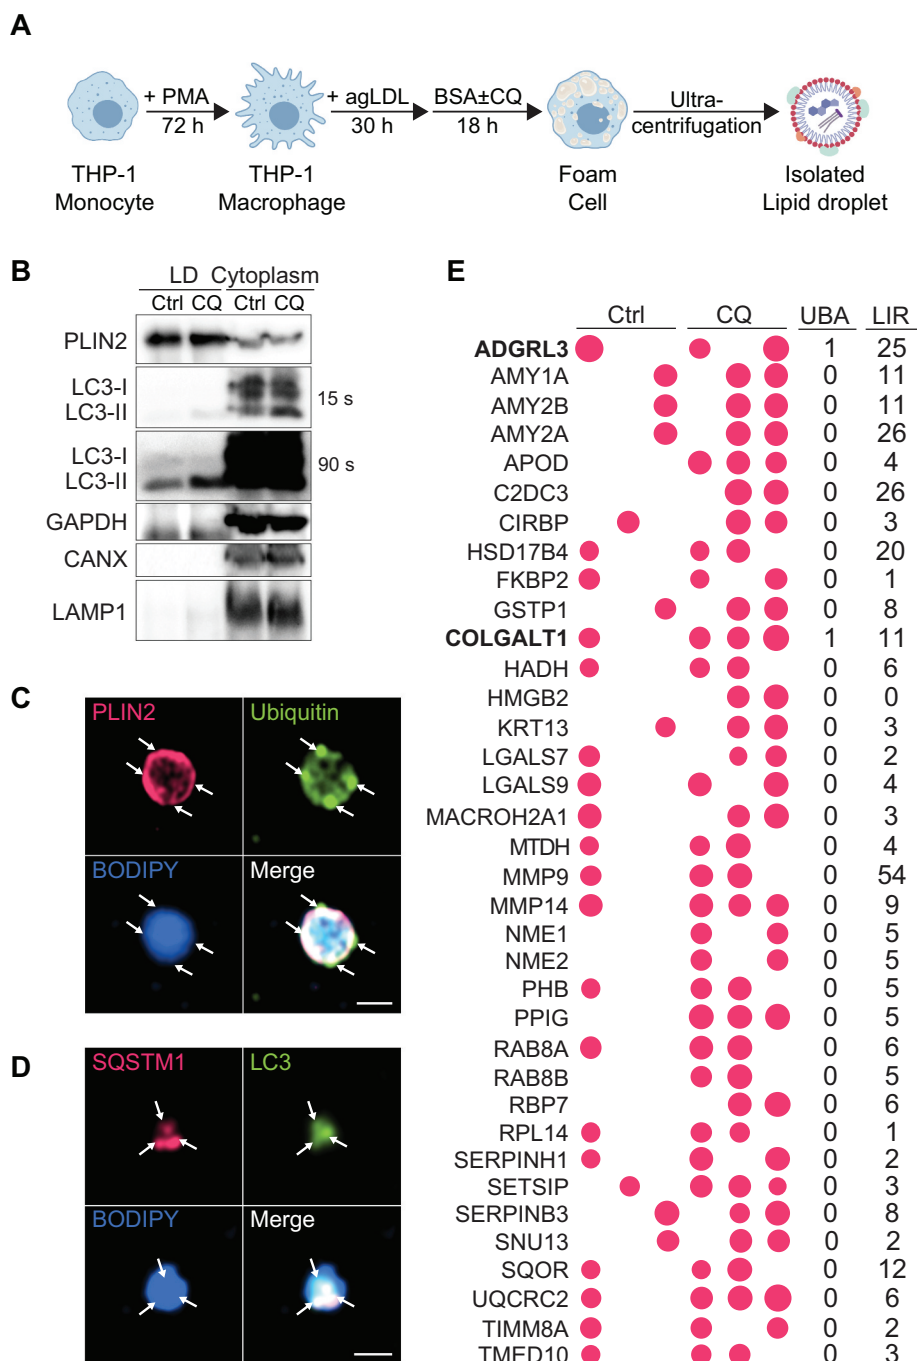 A
+ PMA
72 h
+ agLDL
30 h
BSA±CQ
18 h
Ultra-
centrifugation
THP-1
Monocyte
THP-1
Macrophage
Foam
Cell
Isolated
Lipid droplet
B
LD Cytoplasm
Ctrl CQ Ctrl CQ
PLIN2
LC3-I
LC3-II
15 s
LC3-I
LC3-II
90 s
GAPDH
CANX
LAMP1
C
PLIN2
Ubiquitin
BODIPY
Merge
D
SQSTM1
LC3
BODIPY
Merge
E
Ctrl CQ UBA LIR
ADGRL3 1 25
AMY1A 0 11
AMY2B 0 11
AMY2A 0 26
APOD 0 4
C2DC3 0 26
CIRBP 0 3
HSD17B4 0 20
FKBP2 0 1
GSTP1 0 8
COLGALT1 1 11
HADH 0 6
HMGB2 0 0
KRT13 0 3
LGALS7 0 2
LGALS9 0 4
MACROH2A1 0 3
MTDH 0 4
MMP9 0 54
MMP14 0 9
NME1 0 5
NME2 0 5
PHB 0 5
PPIG 0 5
RAB8A 0 6
RAB8B 0 5
RBP7 0 6
RPL14 0 1
SERPINH1 0 2
SETSIP 0 3
SERPINB3 0 8
SNU13 0 2
SQOR 0 12
UQCRC2 0 6
TIMM8A 0 2
TMED10 0 3